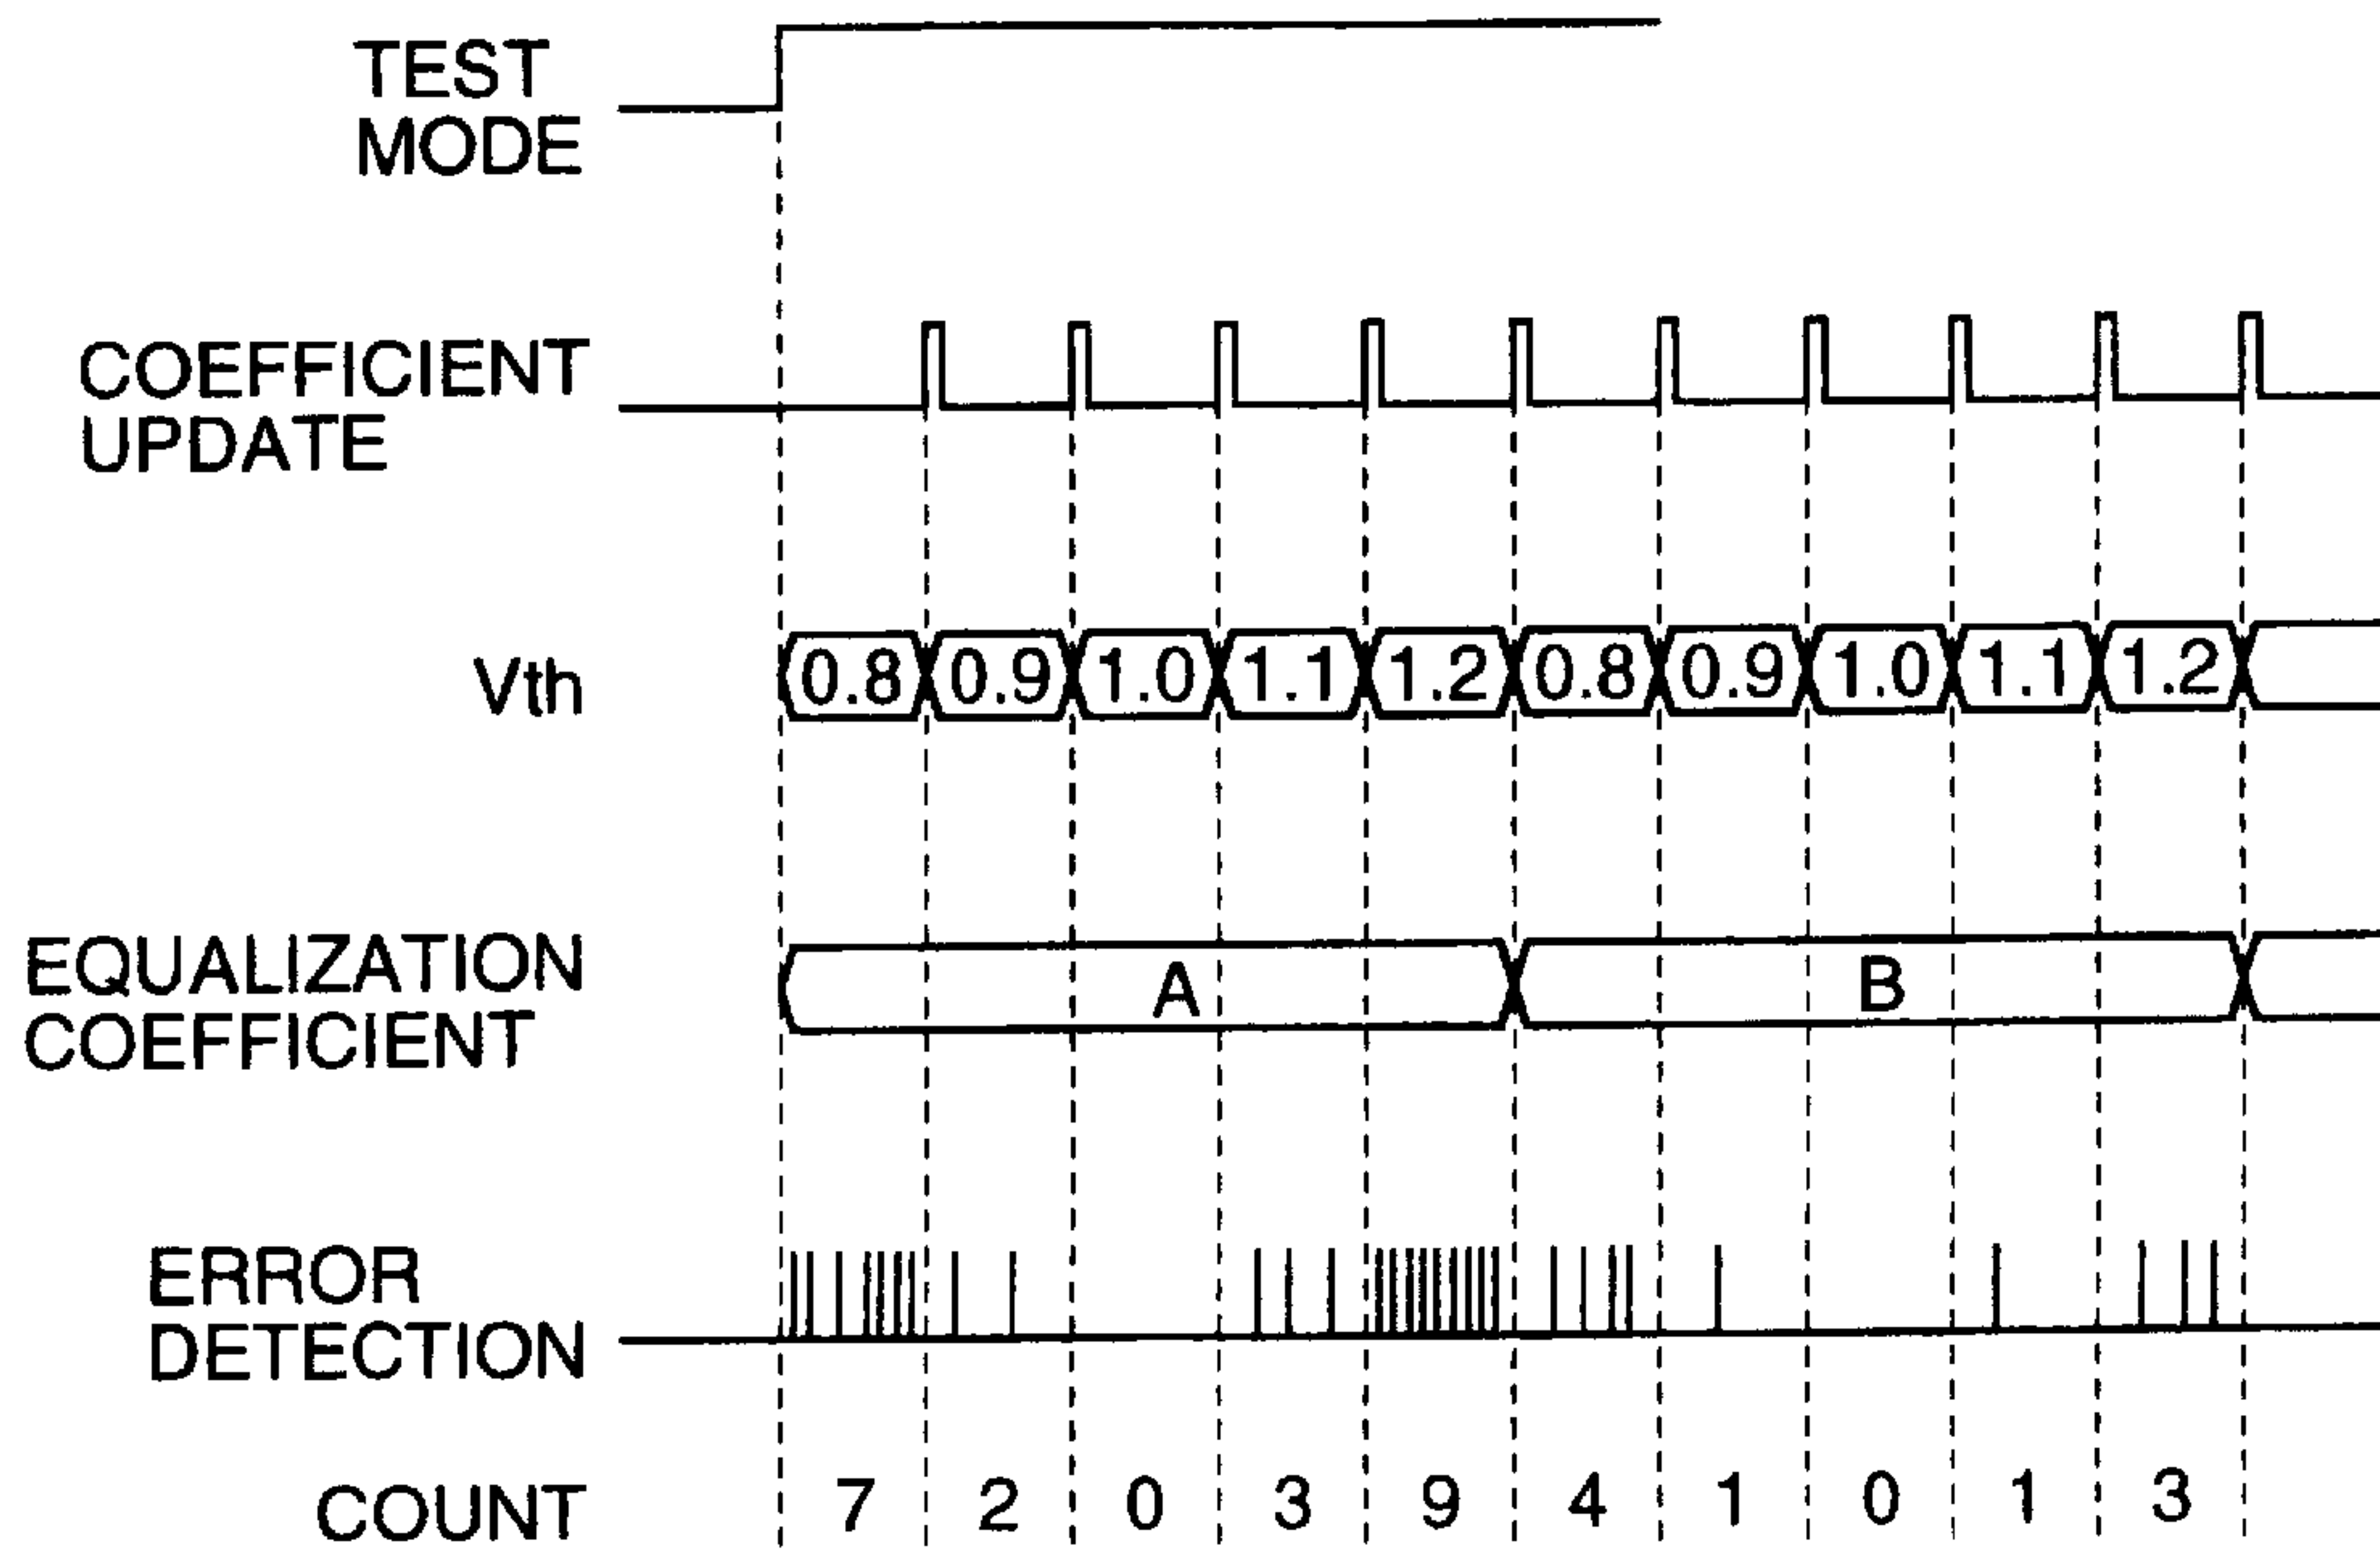 TEST
MODE
COEFFICIENT
UPDATE
Vth
0.8 0.9 1.0 1.1 1.2 0.8 0.9 1.0 1.1 1.2
EQUALIZATION
COEFFICIENT
A B
ERROR
DETECTION
COUNT
7 2 0 3 9 4 1 0 1 3